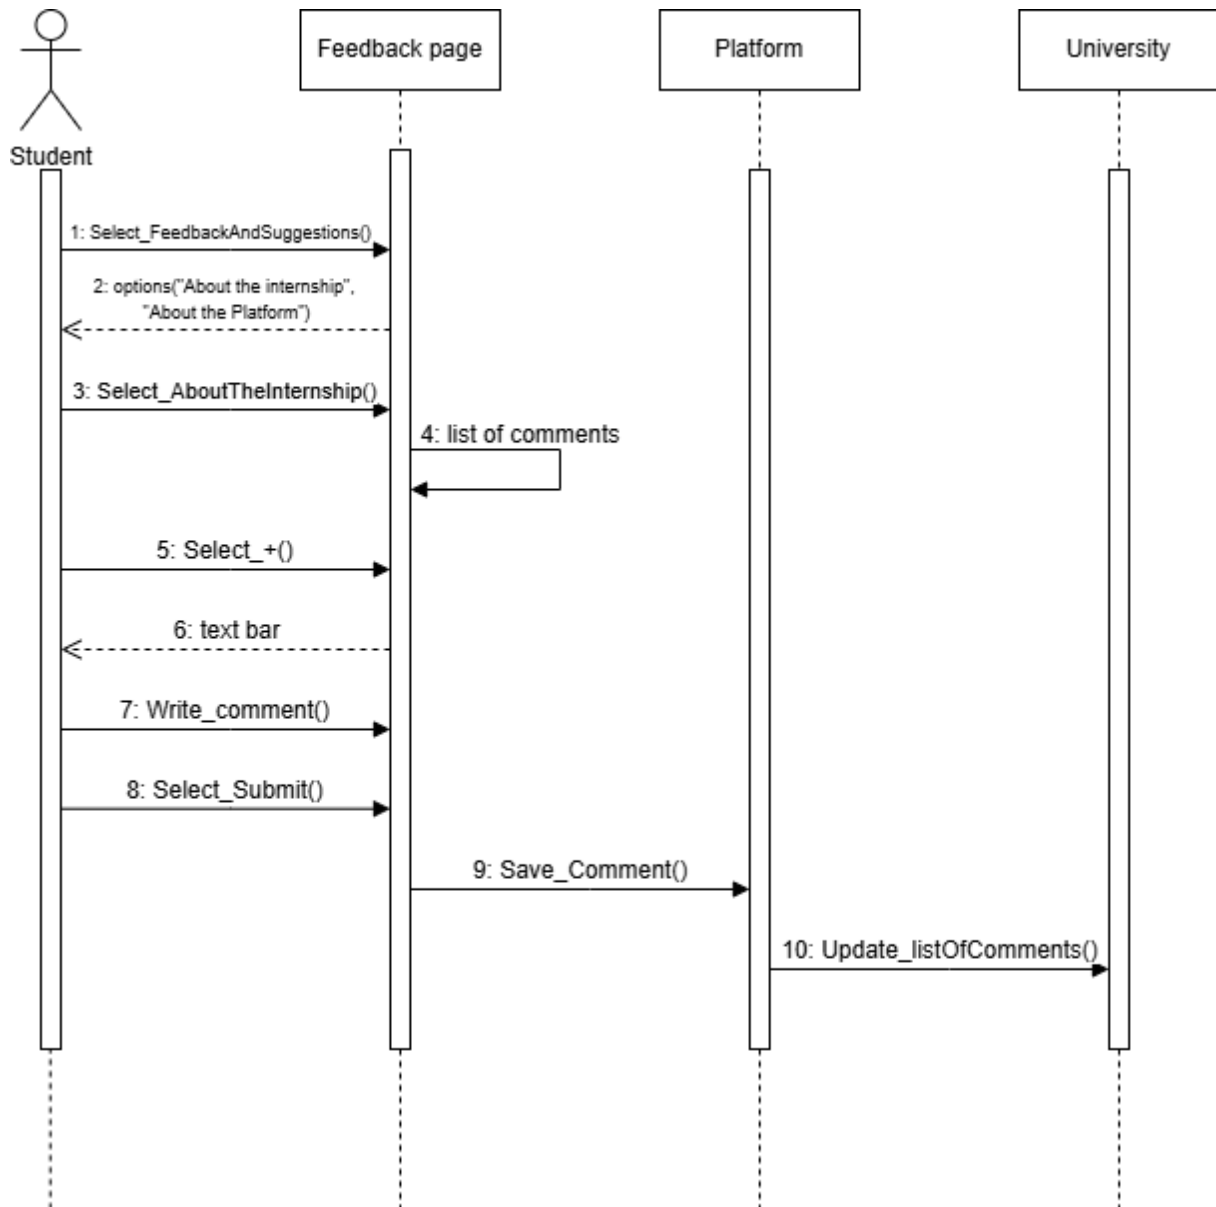 Feedback page
Platform
University
Student
1: Select_FeedbackAndSuggestions()
2: options("About the internship",
"About the Platform")
3: Select_AboutTheInternship()
4: list of comments
5: Select_+()
6: text bar
7: Write_comment()
8: Select_Submit()
9: Save_Comment()
10: Update_listOfComments()